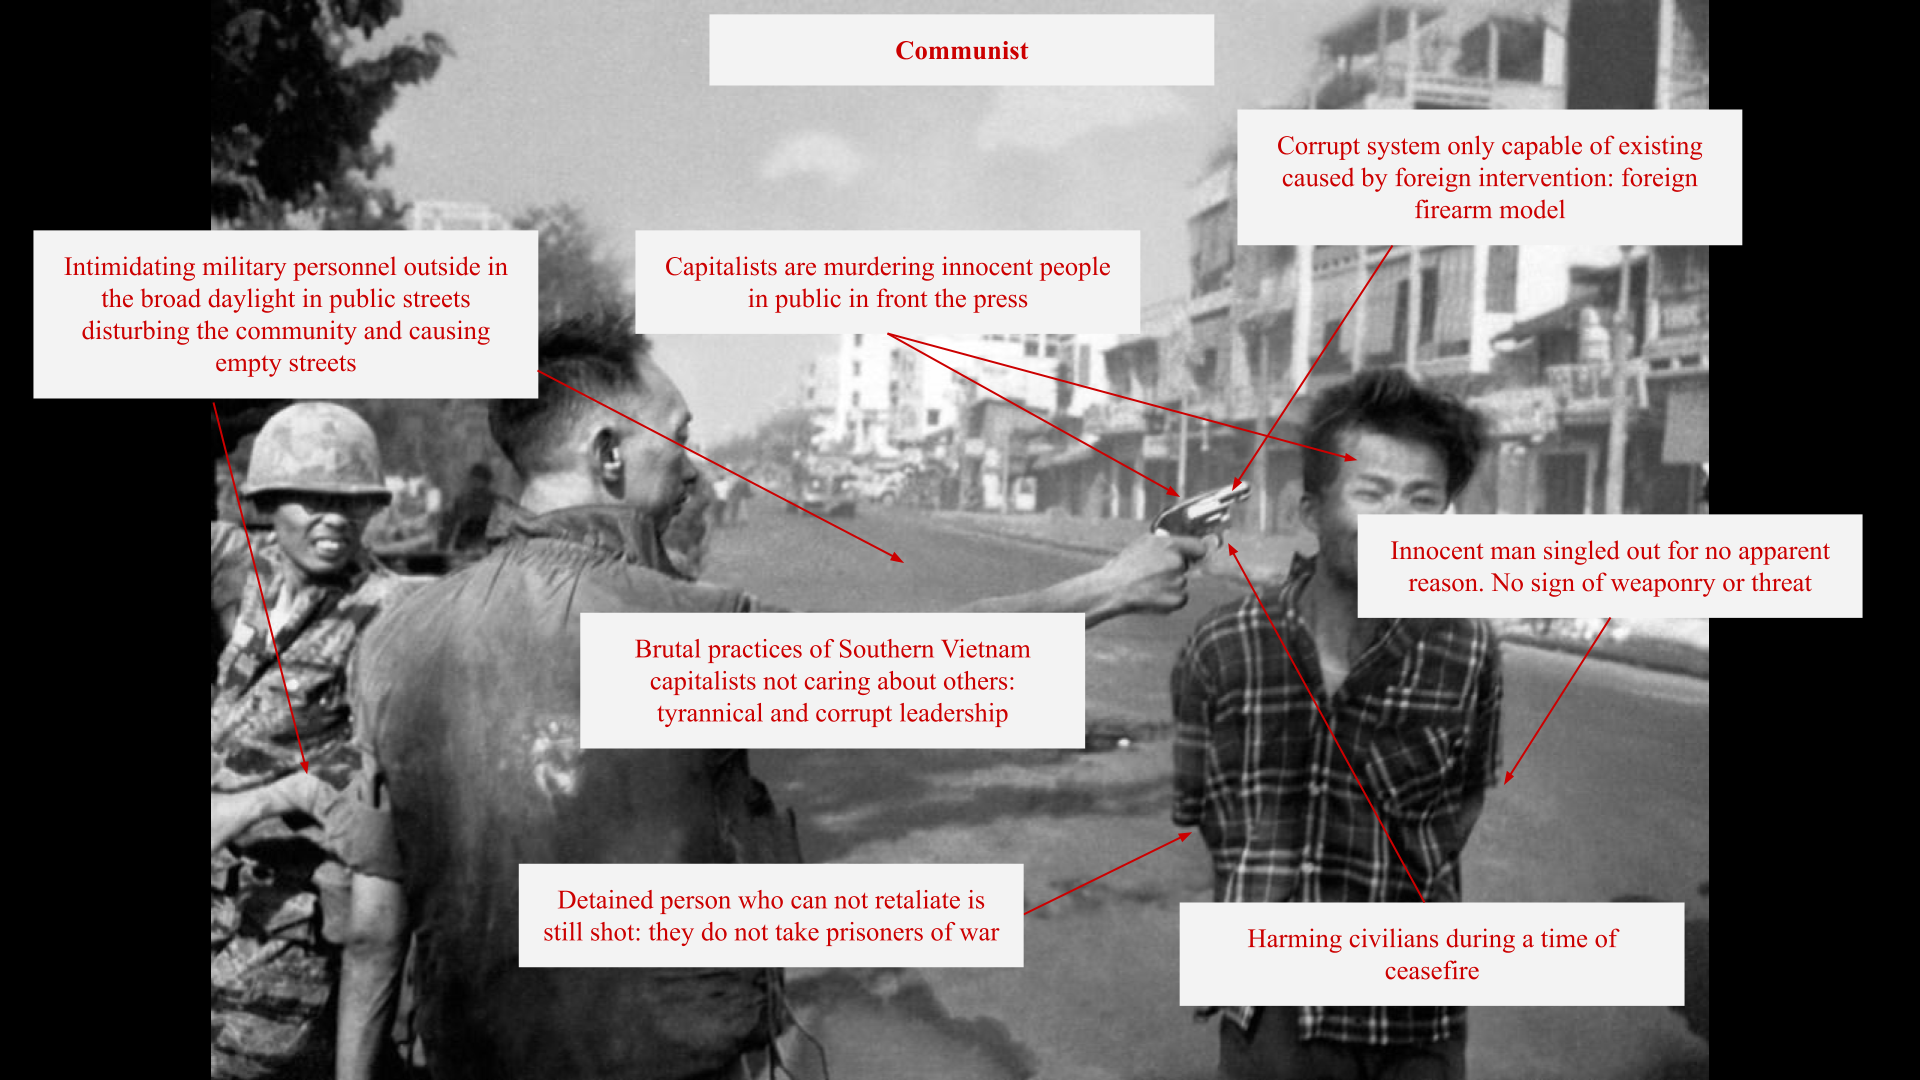 Communist
Corrupt system only capable of existing
caused by foreign intervention: foreign
firearm model
Intimidating military personnel outside in
the broad daylight in public streets
disturbing the community and causing
empty streets
Capitalists are murdering innocent people
in public in front the press
Innocent man singled out for no apparent
reason. No sign of weaponry or threat
Brutal practices of Southern Vietnam
capitalists not caring about others:
tyrannical and corrupt leadership
Detained person who can not retaliate is
still shot: they do not take prisoners of war
Harming civilians during a time of
ceasefire